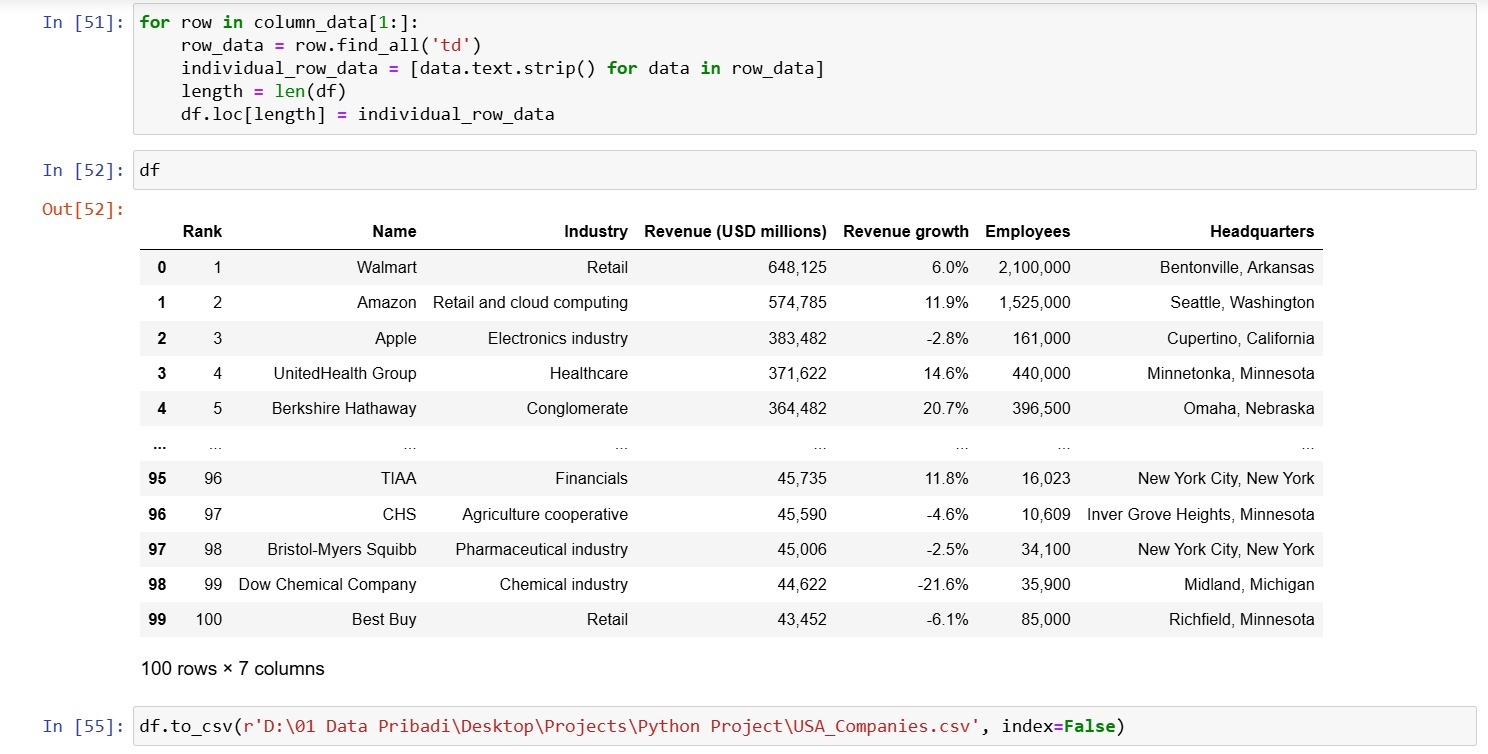 In [51]: for row in column_data[1:]:
row_data = row.find_all('td')
individual_row_data = [data.text.strip() for data in row_data]
length = len(df)
df.loc[length] = individual_row_data
In [52]: df
Out[52]:
Rank Name Industry Revenue (USD millions) Revenue growth Employees Headquarters
0 1 Walmart Retail 648,125 6.0% 2,100,000 Bentonville, Arkansas
1 2 Amazon Retail and cloud computing 574,785 11.9% 1,525,000 Seattle, Washington
2 3 Apple Electronics industry 383,482 -2.8% 161,000 Cupertino, California
3 4 UnitedHealth Group Healthcare 371,622 14.6% 440,000 Minnetonka, Minnesota
4 5 Berkshire Hathaway Conglomerate 364,482 20.7% 396,500 Omaha, Nebraska
... ... ... ... ... ... ... ...
95 96 TIAA Financials 45,735 11.8% 16,023 New York City, New York
96 97 CHS Agriculture cooperative 45,590 -4.6% 10,609 Inver Grove Heights, Minnesota
97 98 Bristol-Myers Squibb Pharmaceutical industry 45,006 -2.5% 34,100 New York City, New York
98 99 Dow Chemical Company Chemical industry 44,622 -21.6% 35,900 Midland, Michigan
99 100 Best Buy Retail 43,452 -6.1% 85,000 Richfield, Minnesota
100 rows × 7 columns
In [55]: df.to_csv(r'D:\01 Data Pribadi\Desktop\Projects\Python Project\USA_Companies.csv', index=False)